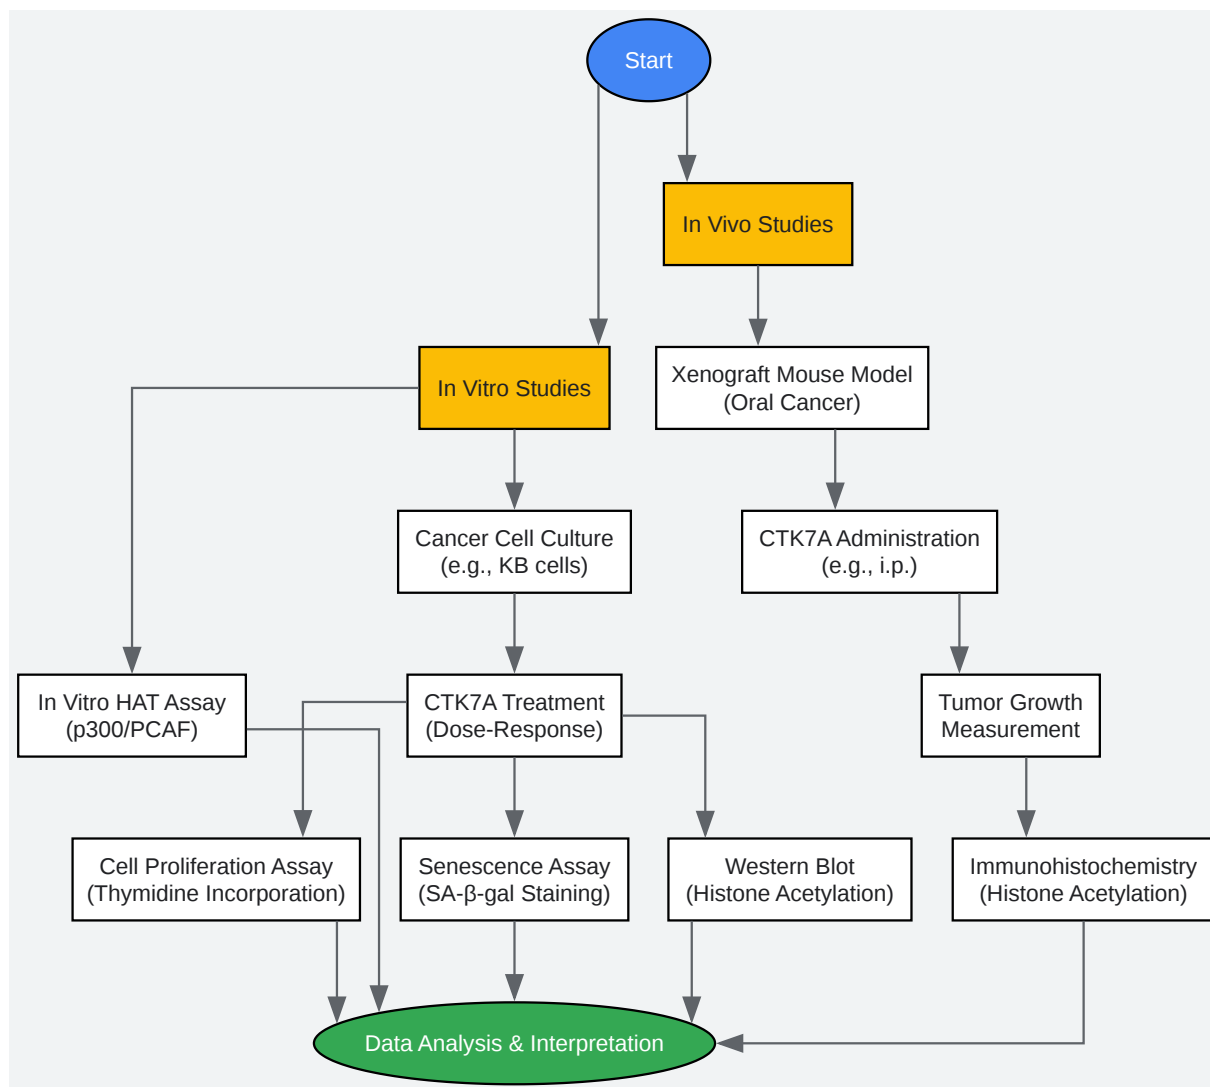 Start
In Vivo Studies
In Vitro Studies
Xenograft Mouse Model
(Oral Cancer)
Cancer Cell Culture
(e.g., KB cells)
CTK7A Administration
(e.g., i.p.)
In Vitro HAT Assay
(p300/PCAF)
CTK7A Treatment
(Dose-Response)
Tumor Growth
Measurement
Cell Proliferation Assay
(Thymidine Incorporation)
Senescence Assay
(SA-β-gal Staining)
Western Blot
(Histone Acetylation)
Immunohistochemistry
(Histone Acetylation)
Data Analysis & Interpretation